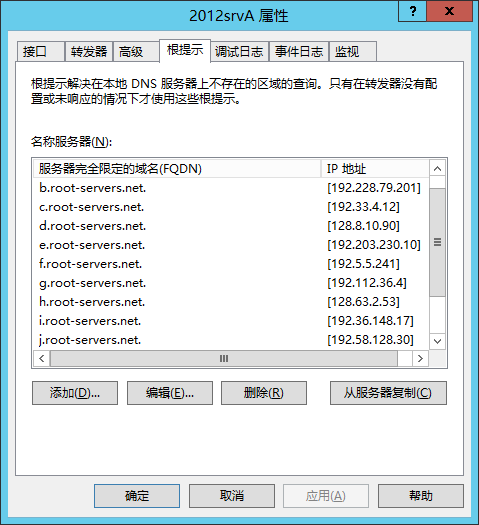 2012srvA 属性
? X
接口 转发器 高级 根提示 调试日志 事件日志 监视
根提示解决在本地 DNS 服务器上不存在的区域的查询。只有在转发器没有配
置或未响应的情况下才使用这些根提示。
名称服务器(N):
服务器完全限定的域名(FQDN) IP 地址
b.root-servers.net. [192.228.79.201]
c.root-servers.net. [192.33.4.12]
d.root-servers.net. [128.8.10.90]
e.root-servers.net. [192.203.230.10]
f.root-servers.net. [192.5.5.241]
g.root-servers.net. [192.112.36.4]
h.root-servers.net. [128.63.2.53]
i.root-servers.net. [192.36.148.17]
j.root-servers.net. [192.58.128.30]
添加(D)... 编辑(E)... 删除(R) 从服务器复制(C)
确定 取消 应用(A) 帮助